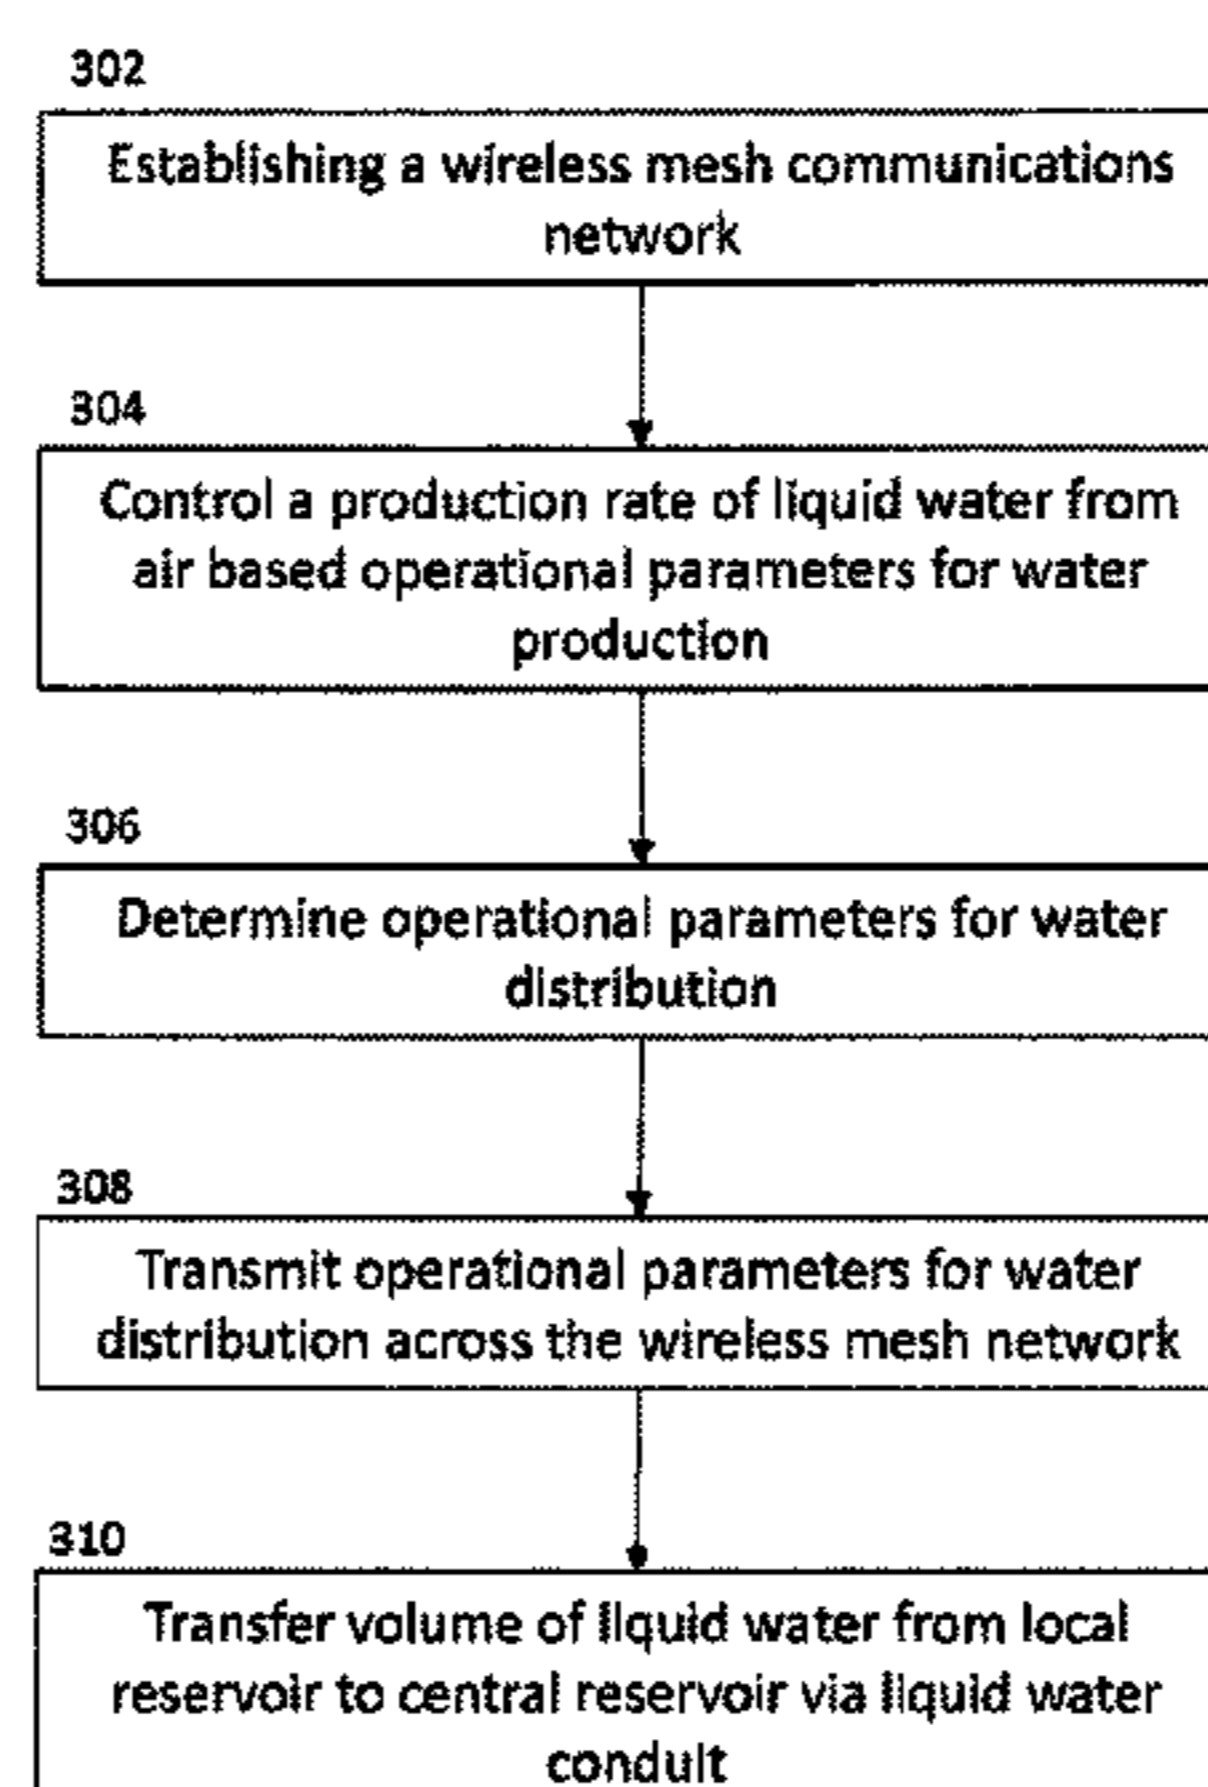 302
Establishing a wireless mesh communications
network
304
Control a production rate of liquid water from
air based operational parameters for water
production
306
Determine operational parameters for water
distribution
308
Transmit operational parameters for water
distribution across the wireless mesh network
310
Transfer volume of liquid water from local
reservoir to central reservoir via liquid water
conduit